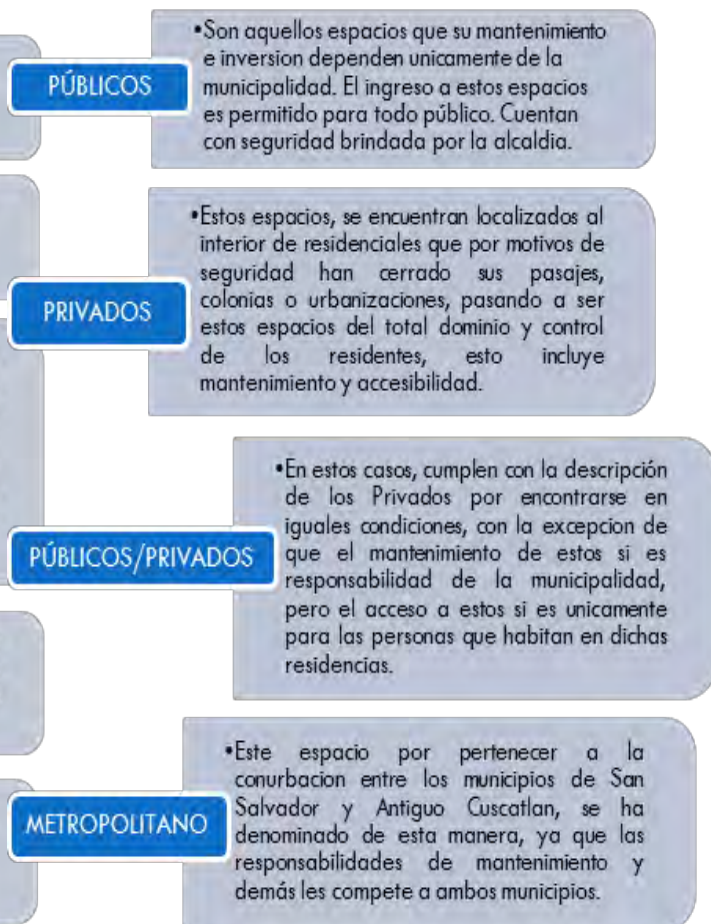 PÚBLICOS
•Son aquellos espacios que su mantenimiento
e inversion dependen unicamente de la
municipalidad. El ingreso a estos espacios
es permitido para todo público. Cuentan
con seguridad brindada por la alcaldia.
PRIVADOS
•Estos espacios, se encuentran localizados al
interior de residenciales que por motivos de
seguridad han cerrado sus pasajes,
colonias o urbanizaciones, pasando a ser
estos espacios del total dominio y control
de los residentes, esto incluye
mantenimiento y accesibilidad.
PÚBLICOS/PRIVADOS
•En estos casos, cumplen con la descripción
de los Privados por encontrarse en
iguales condiciones, con la excepcion de
que el mantenimiento de estos si es
responsabilidad de la municipalidad,
pero el acceso a estos si es unicamente
para las personas que habitan en dichas
residencias.
METROPOLITANO
•Este espacio por pertenecer a la
conurbacion entre los municipios de San
Salvador y Antiguo Cuscatlan, se ha
denominado de esta manera, ya que las
responsabilidades de mantenimiento y
demás les compete a ambos municipios.